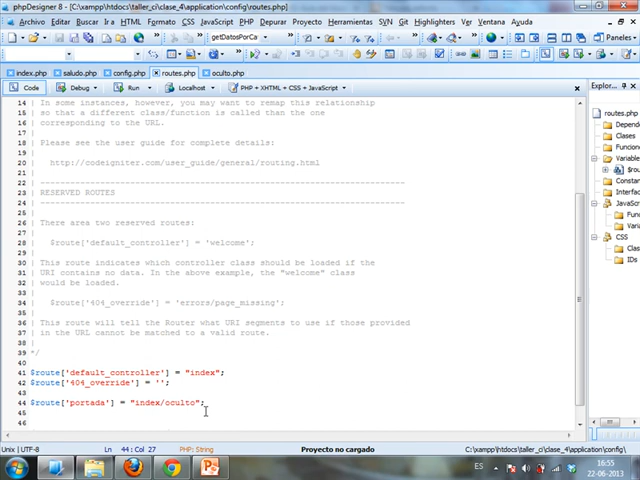 phpDesigner 8 - [C:\xampp\htdocs\taller_ci\clase_4\application\config\routes.php]
Archivo Editar Buscar Ir a Insertar HTML CSS JavaScript PHP Depurar Proyecto Herramientas SVN Git Highlighters Ver Ventana Ayuda
getDatosPorCa
Paneles
index.php saludo.php config.php routes.php oculto.php
Code Debug Run Localhost PHP + XHTML + CSS + JavaScript
14 | In some instances, however, you may want to remap this relationship
15 | so that a different class/function is called than the one
16 | corresponding to the URL.
17 |
18 | Please see the user guide for complete details:
19 |
20 | http://codeigniter.com/user_guide/general/routing.html
21 |
22 | -------------------------------------------------------------------------
23 | RESERVED ROUTES
24 | -------------------------------------------------------------------------
25 |
26 | There area two reserved routes:
27 |
28 | $route['default_controller'] = 'welcome';
29 |
30 | This route indicates which controller class should be loaded if the
31 | URI contains no data. In the above example, the "welcome" class
32 | would be loaded.
33 |
34 | $route['404_override'] = 'errors/page_missing';
35 |
36 | This route will tell the Router what URI segments to use if those provided
37 | in the URL cannot be matched to a valid route.
38 |
39 */
40
41 $route['default_controller'] = "index";
42 $route['404_override'] = '';
43
44 $route['portada'] = "index/oculto";
45
46
Explor...
routes.php
Depend
Clases
Funcione
Variable
$rou
Constan
Interfac
JavaScr
Func
Varia
CSS
Clas
IDs
Unix | UTF-8 Ln 44 : Col 27 PHP: String Proyecto no cargado C:\xampp\htdocs\taller_ci\clase_4\application\config\
ES
16:55
22-06-2013